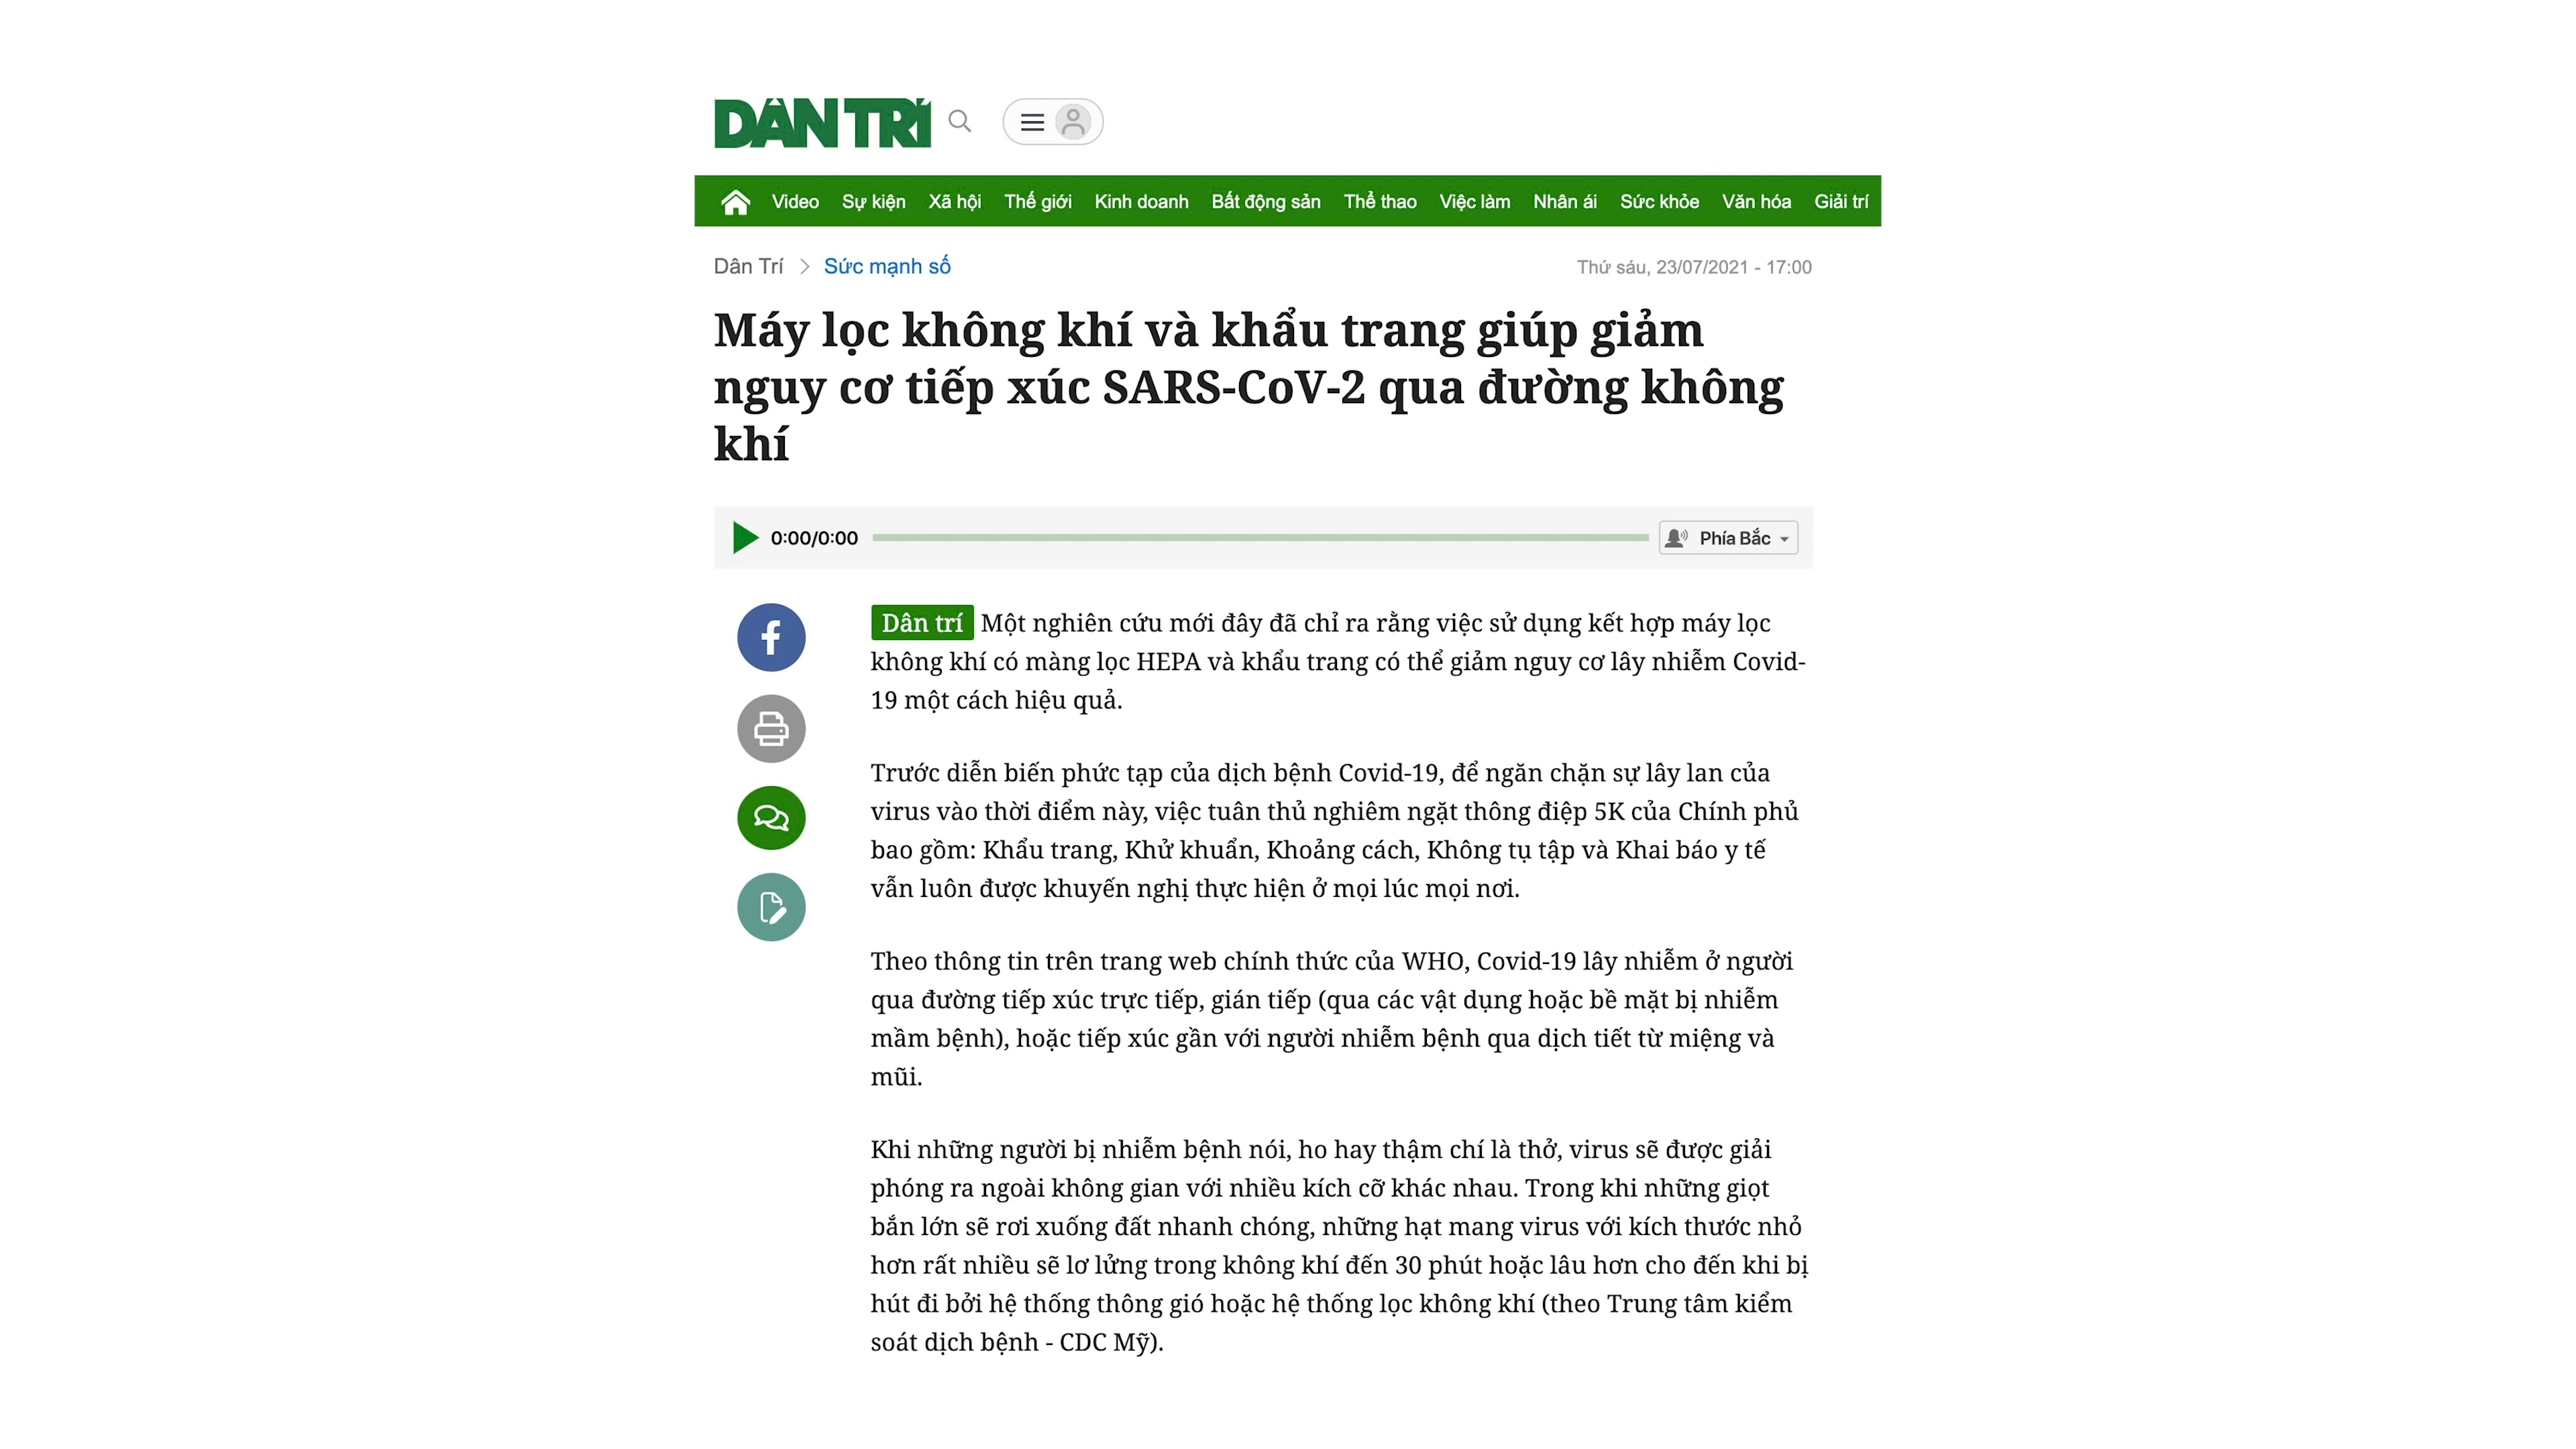 DÂN TRÍ
Video Sự kiện Xã hội Thế giới Kinh doanh Bất động sản Thể thao Việc làm Nhân ái Sức khỏe Văn hóa Giải trí
Dân Trí > Sức mạnh số
Thứ sáu, 23/07/2021 - 17:00
Máy lọc không khí và khẩu trang giúp giảm
nguy cơ tiếp xúc SARS-CoV-2 qua đường không
khí
0:00/0:00
Phía Bắc
Dân trí Một nghiên cứu mới đây đã chỉ ra rằng việc sử dụng kết hợp máy lọc
không khí có màng lọc HEPA và khẩu trang có thể giảm nguy cơ lây nhiễm Covid-
19 một cách hiệu quả.
Trước diễn biến phức tạp của dịch bệnh Covid-19, để ngăn chặn sự lây lan của
virus vào thời điểm này, việc tuân thủ nghiêm ngặt thông điệp 5K của Chính phủ
bao gồm: Khẩu trang, Khử khuẩn, Khoảng cách, Không tụ tập và Khai báo y tế
vẫn luôn được khuyến nghị thực hiện ở mọi lúc mọi nơi.
Theo thông tin trên trang web chính thức của WHO, Covid-19 lây nhiễm ở người
qua đường tiếp xúc trực tiếp, gián tiếp (qua các vật dụng hoặc bề mặt bị nhiễm
mầm bệnh), hoặc tiếp xúc gần với người nhiễm bệnh qua dịch tiết từ miệng và
mũi.
Khi những người bị nhiễm bệnh nói, ho hay thậm chí là thở, virus sẽ được giải
phóng ra ngoài không gian với nhiều kích cỡ khác nhau. Trong khi những giọt
bắn lớn sẽ rơi xuống đất nhanh chóng, những hạt mang virus với kích thước nhỏ
hơn rất nhiều sẽ lơ lửng trong không khí đến 30 phút hoặc lâu hơn cho đến khi bị
hút đi bởi hệ thống thông gió hoặc hệ thống lọc không khí (theo Trung tâm kiểm
soát dịch bệnh - CDC Mỹ).